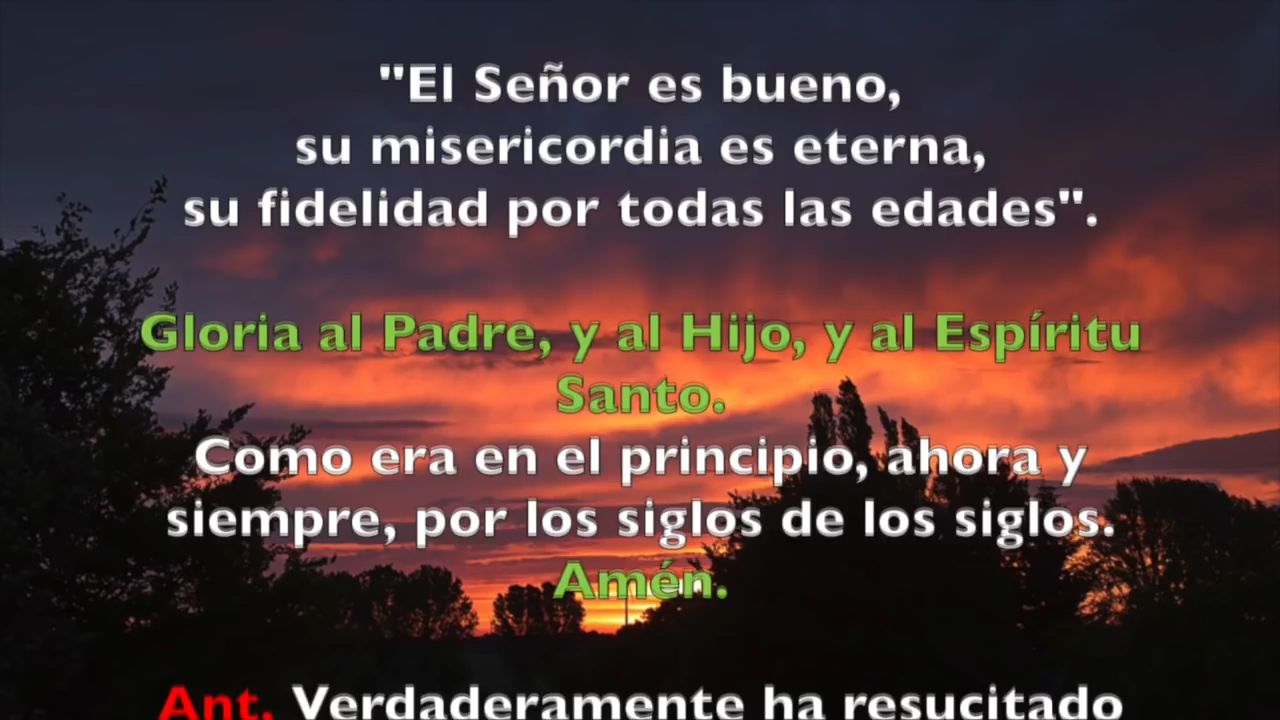 "El Señor es bueno,
su misericordia es eterna,
su fidelidad por todas las edades".
Gloria al Padre, y al Hijo, y al Espíritu
Santo.
Como era en el principio, ahora y
siempre, por los siglos de los siglos.
Amén.
Ant. Verdaderamente ha resucitado